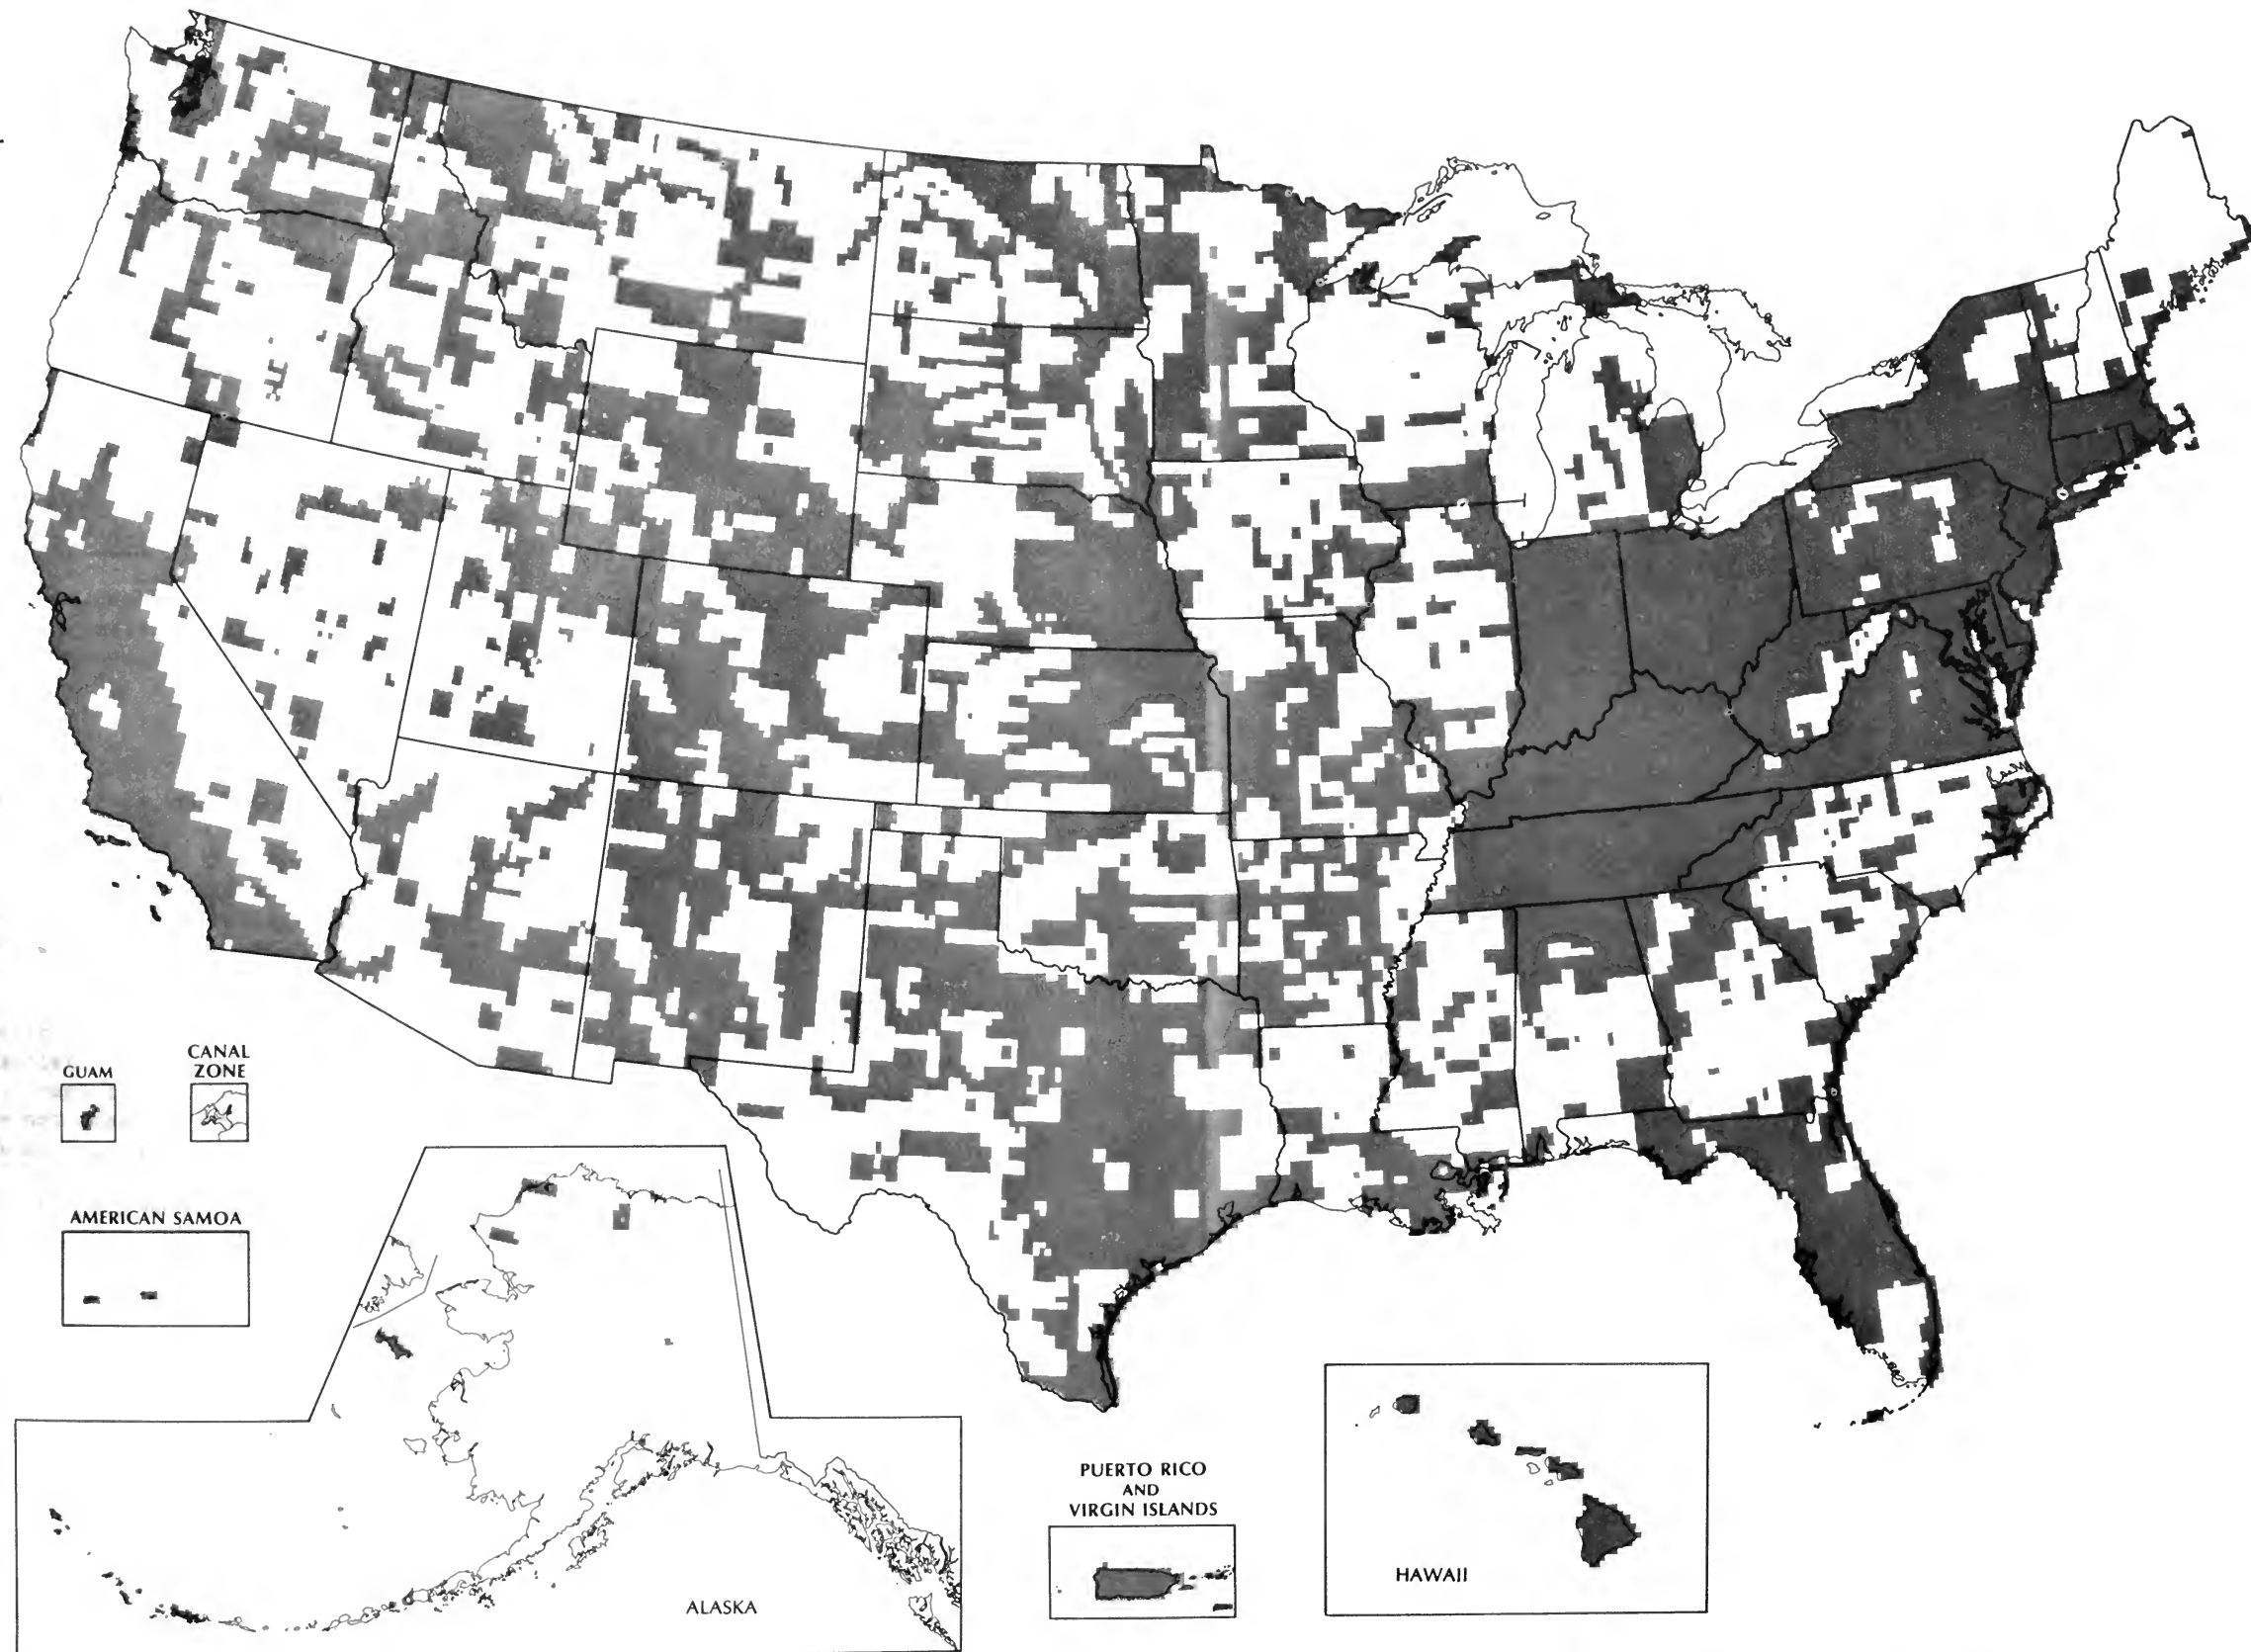 GUAM
CANAL
ZONE
AMERICAN SAMOA
ALASKA
PUERTO RICO
AND
VIRGIN ISLANDS
HAWAII